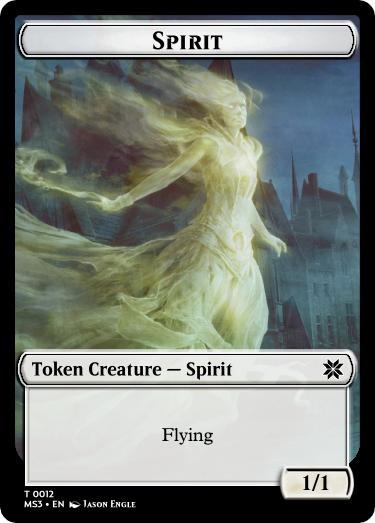 Spirit
Token Creature — Spirit
Flying
1/1
T 0012
MS3 • EN Jason Engle